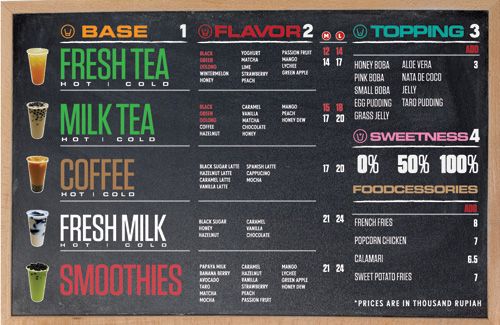 BASE 1
FLAVOR 2
M L
TOPPING 3
FRESH TEA
HOT | COLD
BLACK YOGHURT PASSION FRUIT 12 14
GREEN MATCHA MANGO 14 17
OOLONG LIME LYCHEE
WINTERMELON STRAWBERRY GREEN APPLE
HONEY PEACH
MILK TEA
HOT | COLD
BLACK CARAMEL MANGO 15 18
GREEN VANILLA PEACH 17 20
OOLONG MATCHA HONEY DEW
COFFEE CHOCOLATE
HAZELNUT HONEY
COFFEE
HOT | COLD
BLACK SUGAR LATTE SPANISH LATTE 17 20
HAZELNUT LATTE CAPPUCINO
CARAMEL LATTE MOCHA
VANILLA LATTE
FRESH MILK
HOT | COLD
BLACK SUGAR CARAMEL 21 24
HONEY VANILLA
HAZELNUT CHOCOLATE
SMOOTHIES
PAPAYA MILK CARAMEL MANGO 21 24
BANANA BERRY HAZELNUT LYCHEE
AVOCADO VANILLA GREEN APPLE
TARO STRAWBERRY HONEY DEW
MATCHA PEACH
MOCHA PASSION FRUIT
ADD
HONEY BOBA ALOE VERA 3
PINK BOBA NATA DE COCO
SMALL BOBA JELLY
EGG PUDDING TARO PUDDING
GRASS JELLY
SWEETNESS 4
0% 50% 100%
FOODCESSORIES
ADD
FRENCH FRIES 8
POPCORN CHICKEN 7
CALAMARI 6.5
SWEET POTATO FRIES 7
*PRICES ARE IN THOUSAND RUPIAH